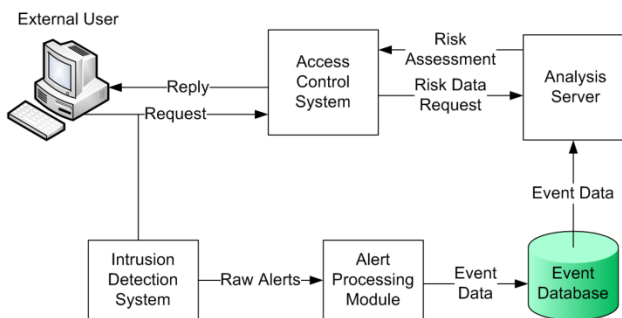 External User
Reply
Request
Access
Control
System
Risk
Assessment
Risk Data
Request
Analysis
Server
Event Data
Intrusion
Detection
System
Raw Alerts
Alert
Processing
Module
Event
Data
Event
Database